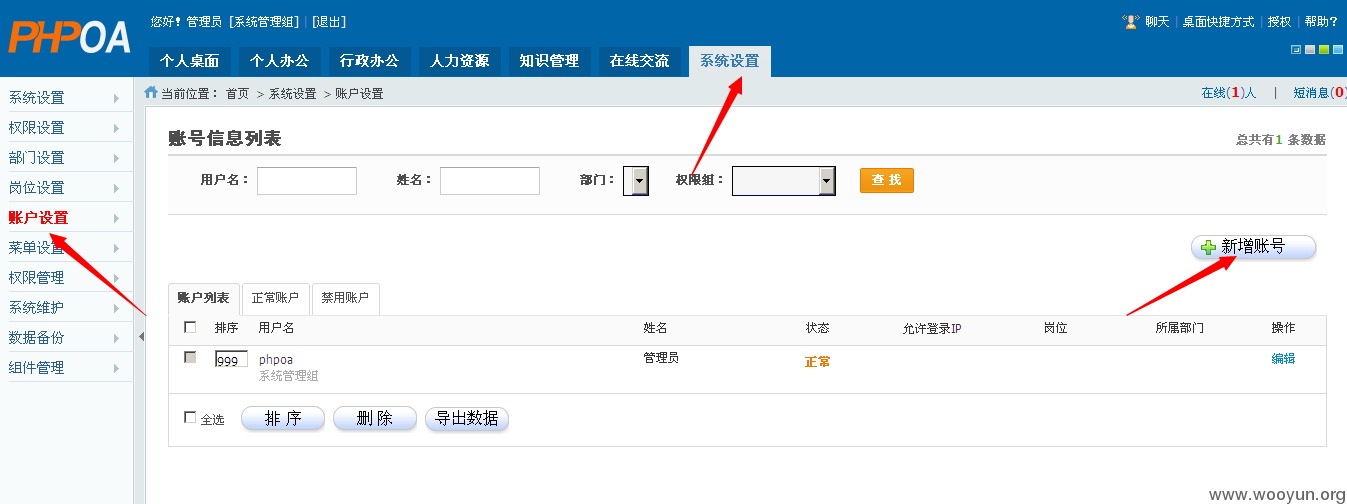 PHPOA
您好! 管理员 [系统管理组] | [退出]
聊天 | 桌面快捷方式 | 授权 | 帮助?
个人桌面 个人办公 行政办公 人力资源 知识管理 在线交流 系统设置
当前位置： 首页 > 系统设置 > 账户设置
在线(1)人 | 短消息(0)
系统设置
权限设置
部门设置
岗位设置
账户设置
菜单设置
权限管理
系统维护
数据备份
组件管理
账号信息列表
总共有1 条数据
用户名： 姓名： 部门： 权限组： 查 找
新增账号
账户列表 正常账户 禁用账户
排序 用户名 姓名 状态 允许登录IP 岗位 所属部门 操作
999 phpoa 管理员 正常 编辑
系统管理组
全选 排 序 删 除 导出数据
www.wooyun.org